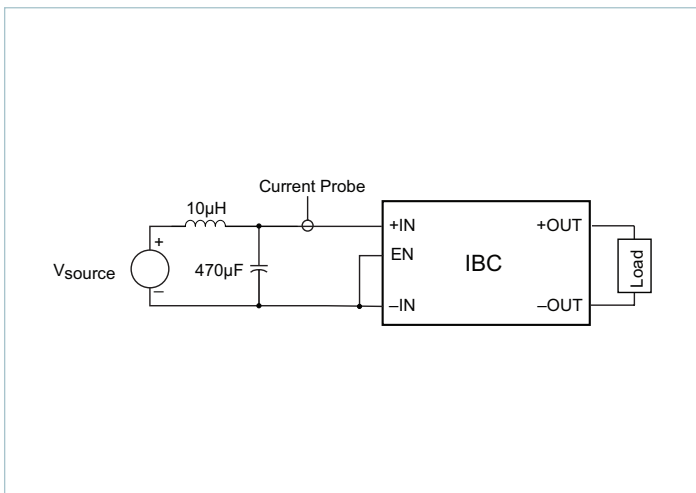 Current Probe
10µH
+IN
+OUT
+
EN
IBC
Load
Vsource
470µF
–
–IN
–OUT